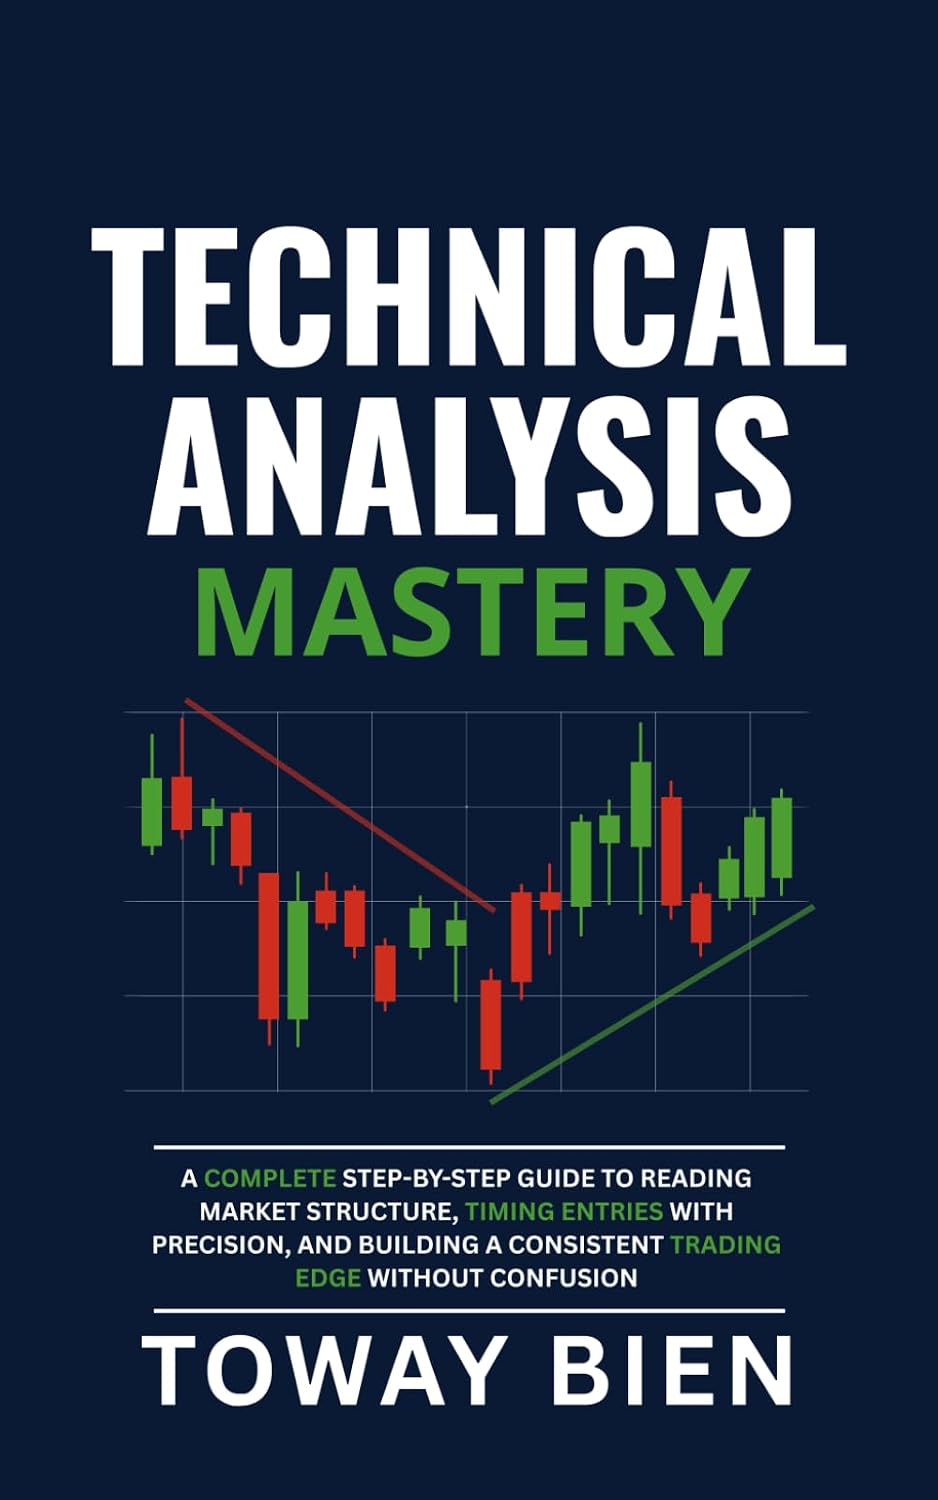 TECHNICAL
ANALYSIS
MASTERY
A COMPLETE STEP-BY-STEP GUIDE TO READING
MARKET STRUCTURE, TIMING ENTRIES WITH
PRECISION, AND BUILDING A CONSISTENT TRADING
EDGE WITHOUT CONFUSION
TOWAY BIEN